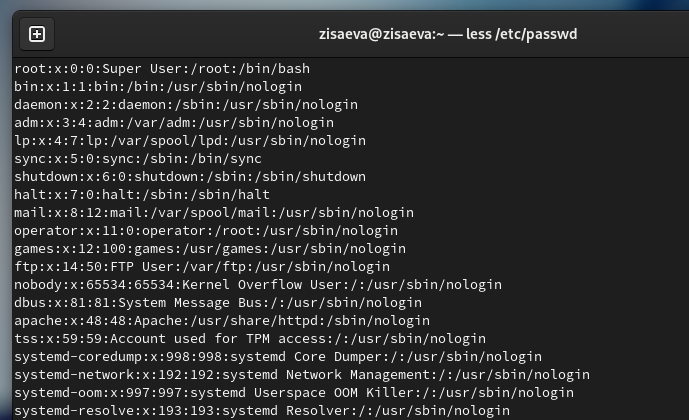 zisaeva@zisaeva:~ — less /etc/passwd
root:x:0:0:Super User:/root:/bin/bash
bin:x:1:1:bin:/bin:/usr/sbin/nologin
daemon:x:2:2:daemon:/sbin:/usr/sbin/nologin
adm:x:3:4:adm:/var/adm:/usr/sbin/nologin
lp:x:4:7:lp:/var/spool/lpd:/usr/sbin/nologin
sync:x:5:0:sync:/sbin:/bin/sync
shutdown:x:6:0:shutdown:/sbin:/sbin/shutdown
halt:x:7:0:halt:/sbin:/sbin/halt
mail:x:8:12:mail:/var/spool/mail:/usr/sbin/nologin
operator:x:11:0:operator:/root:/usr/sbin/nologin
games:x:12:100:games:/usr/games:/usr/sbin/nologin
ftp:x:14:50:FTP User:/var/ftp:/usr/sbin/nologin
nobody:x:65534:65534:Kernel Overflow User:/:/usr/sbin/nologin
dbus:x:81:81:System Message Bus:/:/usr/sbin/nologin
apache:x:48:48:Apache:/usr/share/httpd:/sbin/nologin
tss:x:59:59:Account used for TPM access:/:/usr/sbin/nologin
systemd-coredump:x:998:998:systemd Core Dumper:/:/usr/sbin/nologin
systemd-network:x:192:192:systemd Network Management:/:/usr/sbin/nologin
systemd-oom:x:997:997:systemd Userspace OOM Killer:/:/usr/sbin/nologin
systemd-resolve:x:193:193:systemd Resolver:/:/usr/sbin/nologin